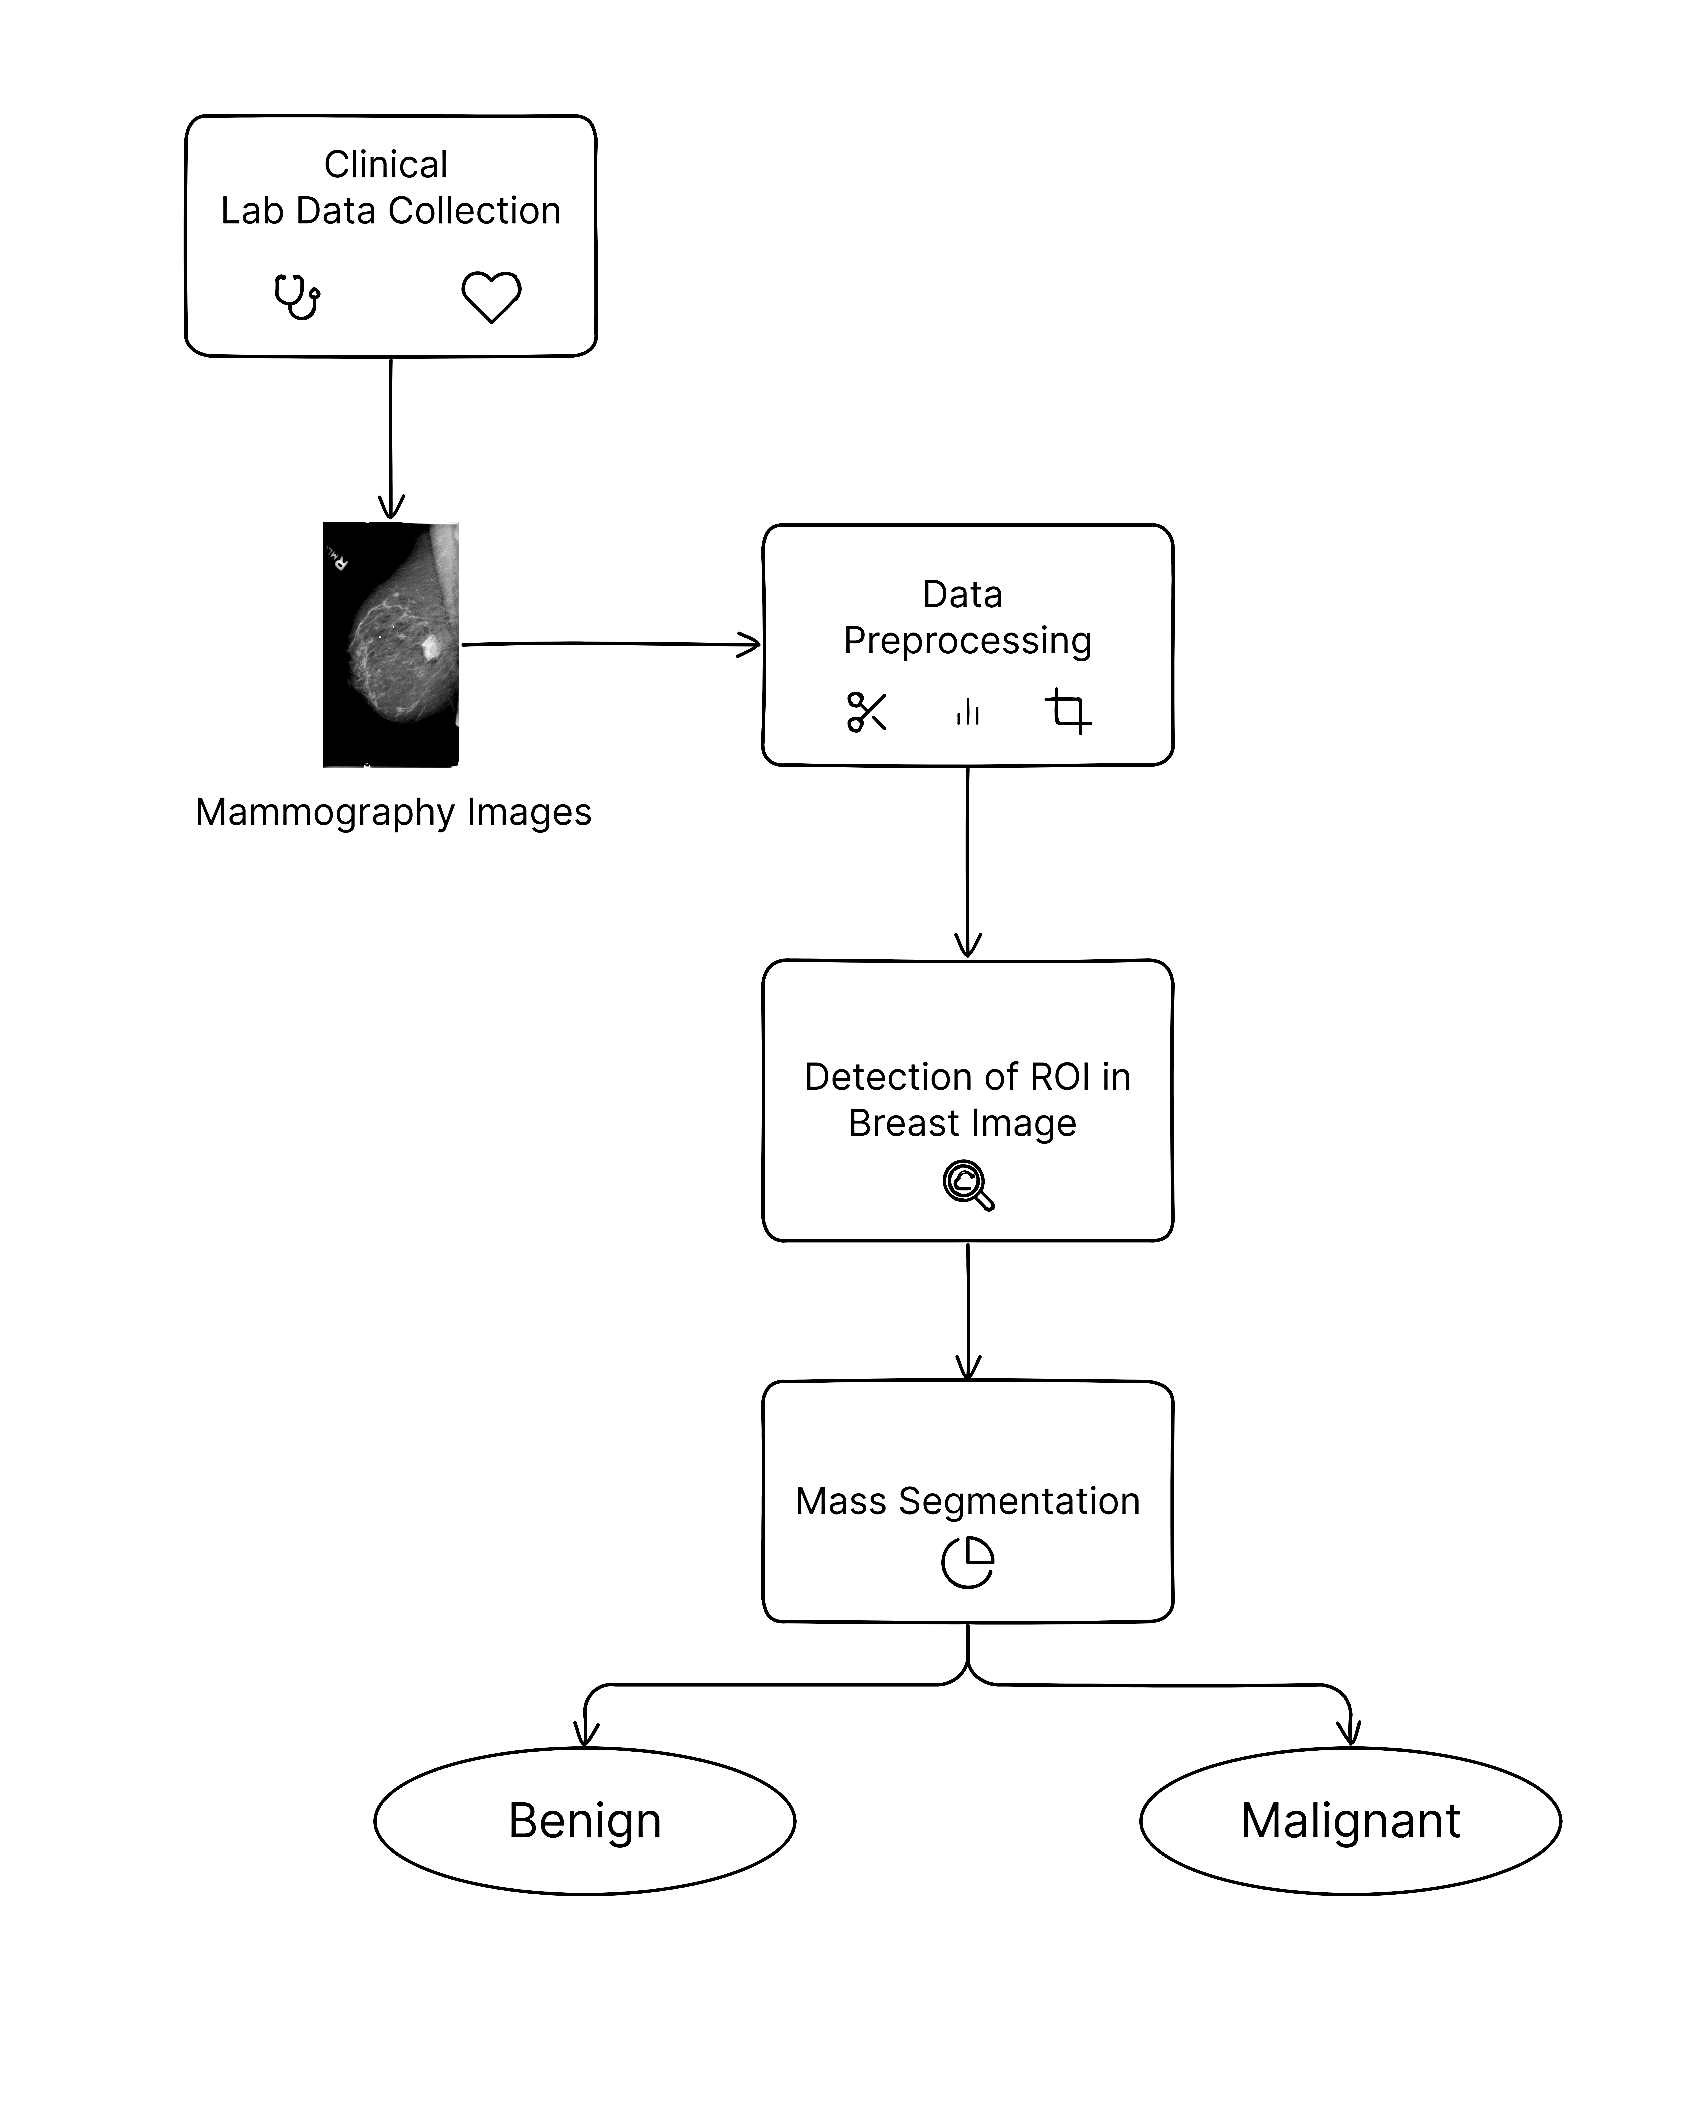 Clinical
Lab Data Collection
Mammography Images
Data
Preprocessing
Detection of ROI in
Breast Image
Mass Segmentation
Benign
Malignant